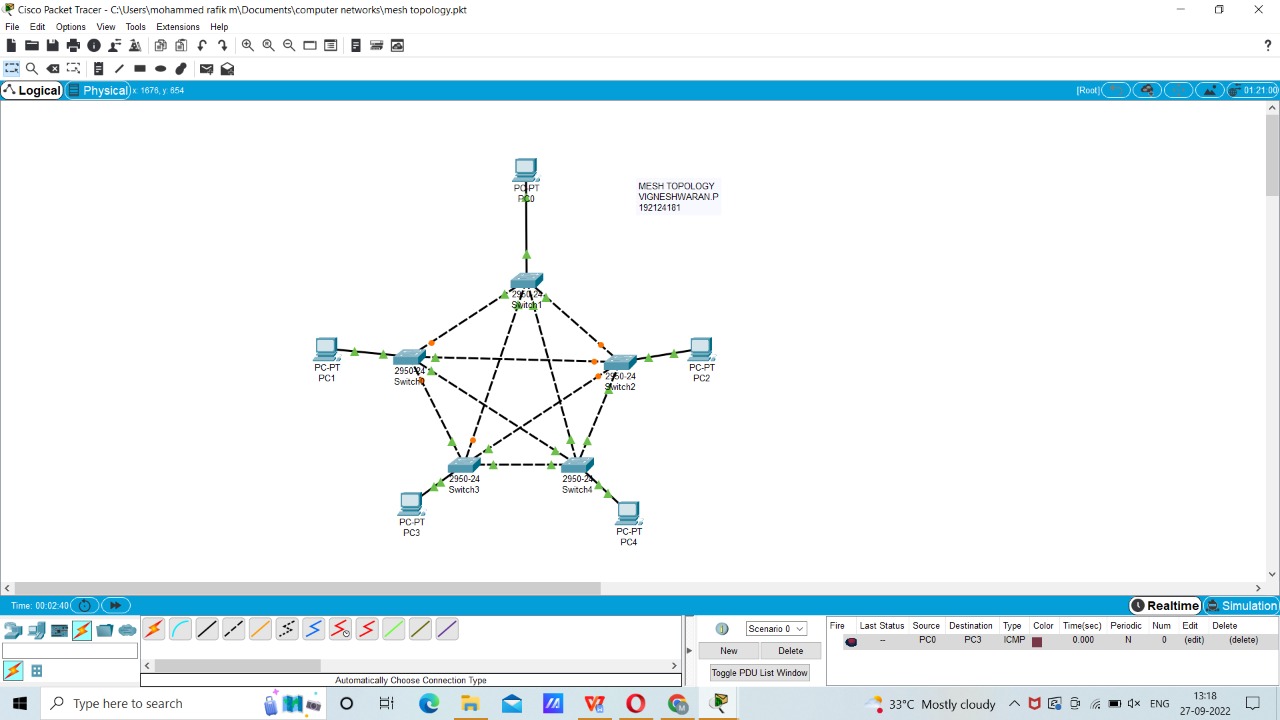 Cisco Packet Tracer - C:\Users\mohammed rafik m\Documents\computer networks\mesh topology.pkt
File Edit Options View Tools Extensions Window Help
?
Logical Physical x: 1676, y: 654 [Root] 01:21:00
PC-PT
PC0
MESH TOPOLOGY
VIGNESHWARAN.P
192124181
2950-24
Switch1
PC-PT
PC1
2950-24
Switch0
2950-24
Switch2
PC-PT
PC2
2950-24
Switch3
2950-24
Switch4
PC-PT
PC3
PC-PT
PC4
Time: 00:02:40 Realtime Simulation
Scenario 0
New Delete
Toggle PDU List Window
Fire Last Status Source Destination Type Color Time(sec) Periodic Num Edit Delete
-- PC0 PC3 ICMP 0.000 N 0 (edit) (delete)
Automatically Choose Connection Type
Type here to search
33°C Mostly cloudy ENG 13:18
27-09-2022